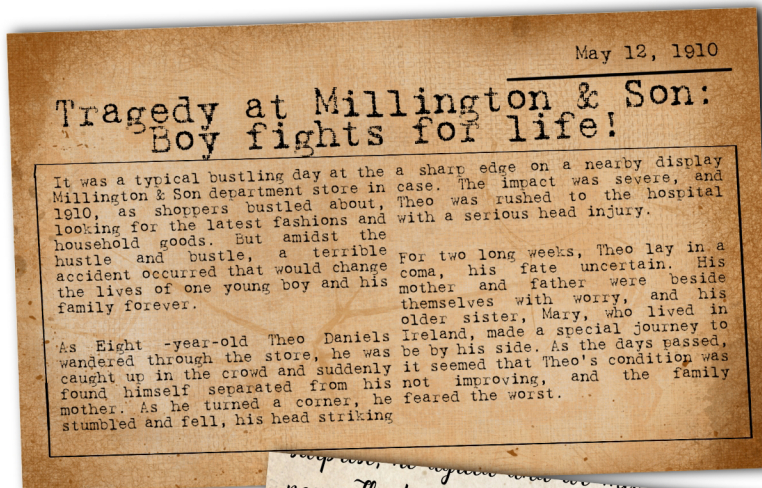 May 12, 1910
Tragedy at Millington & Son:
Boy fights for life!
It was a typical bustling day at the
Millington & Son department store in
1910, as shoppers bustled about,
looking for the latest fashions and
household goods. But amidst the
hustle and bustle, a terrible
accident occurred that would change
the lives of one young boy and his
family forever.
As Eight -year-old Theo Daniels
wandered through the store, he was
caught up in the crowd and suddenly
found himself separated from his
mother. As he turned a corner, he
stumbled and fell, his head striking
a sharp edge on a nearby display
case. The impact was severe, and
Theo was rushed to the hospital
with a serious head injury.
For two long weeks, Theo lay in a
coma, his fate uncertain. His
mother and father were beside
themselves with worry, and his
older sister, Mary, who lived in
Ireland, made a special journey to
be by his side. As the days passed,
it seemed that Theo's condition was
not improving, and the family
feared the worst.